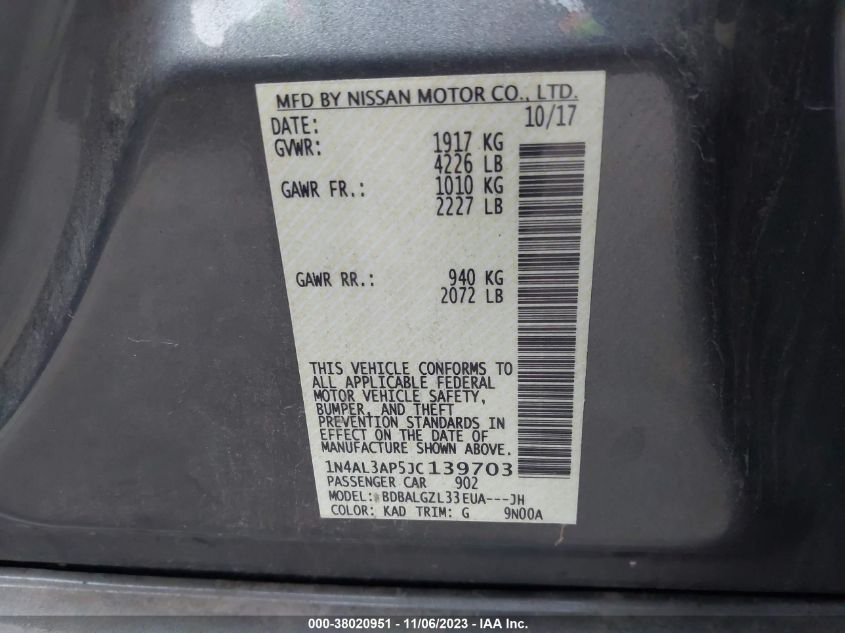 MFD BY NISSAN MOTOR CO., LTD.
DATE: 10/17
GVWR: 1917 KG
4226 LB
GAWR FR.: 1010 KG
2227 LB
GAWR RR.: 940 KG
2072 LB
THIS VEHICLE CONFORMS TO
ALL APPLICABLE FEDERAL
MOTOR VEHICLE SAFETY,
BUMPER, AND THEFT
PREVENTION STANDARDS IN
EFFECT ON THE DATE OF
MANUFACTURE SHOWN ABOVE.
1N4AL3AP5JC139703
PASSENGER CAR 902
MODEL: BDBALGZL33EUA---JH
COLOR: KAD TRIM: G 9N00A
000-38020951 - 11/06/2023 - IAA Inc.